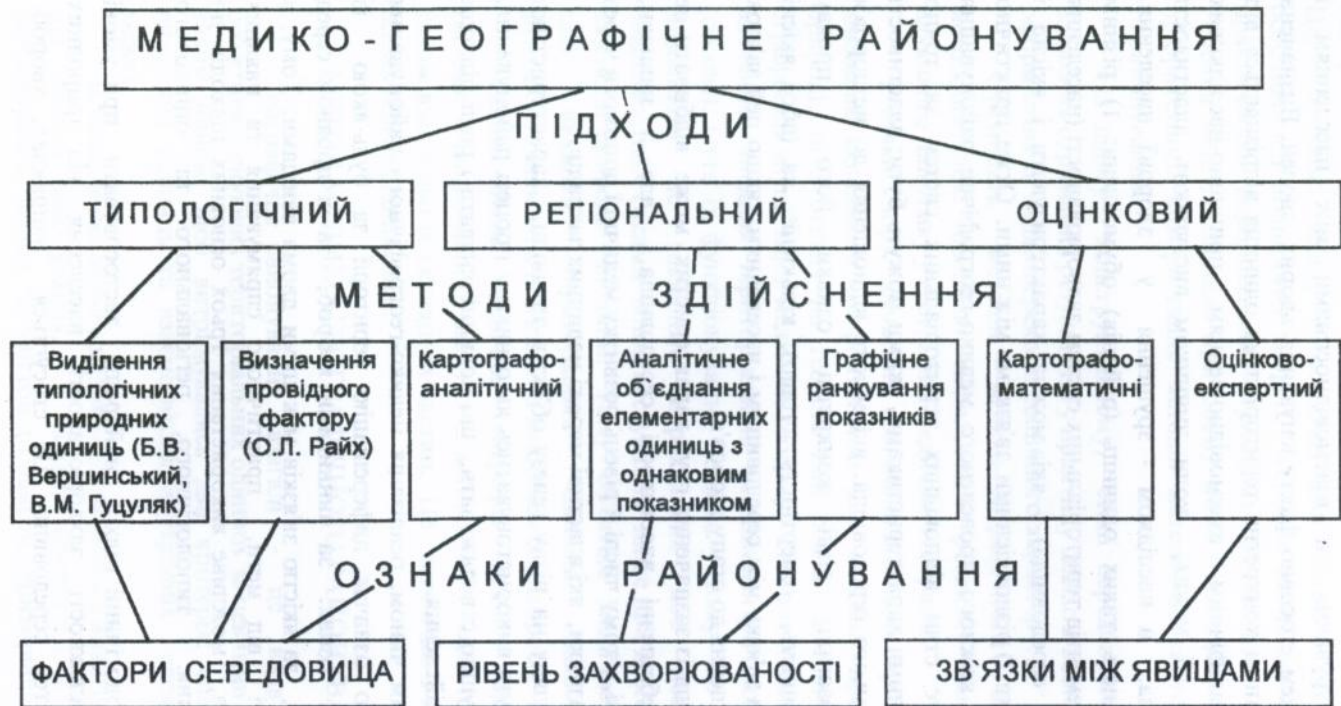 МЕДИКО-ГЕОГРАФІЧНЕ РАЙОНУВАННЯ
ПІДХОДИ
ТИПОЛОГІЧНИЙ
РЕГІОНАЛЬНИЙ
ОЦІНКОВИЙ
МЕТОДИ ЗДІЙСНЕННЯ
Виділення
типологічних
природних
одиниць (Б.В.
Вершинський,
В.М. Гуцуляк)
Визначення
провідного
фактору
(О.Л. Райх)
Картографо-
аналітичний
Аналітичне
об`єднання
елементарних
одиниць з
однаковим
показником
Графічне
ранжування
показників
Картографо-
математичні
Оцінково-
експертний
ОЗНАКИ РАЙОНУВАННЯ
ФАКТОРИ СЕРЕДОВИЩА
РІВЕНЬ ЗАХВОРЮВАНОСТІ
ЗВ`ЯЗКИ МІЖ ЯВИЩАМИ